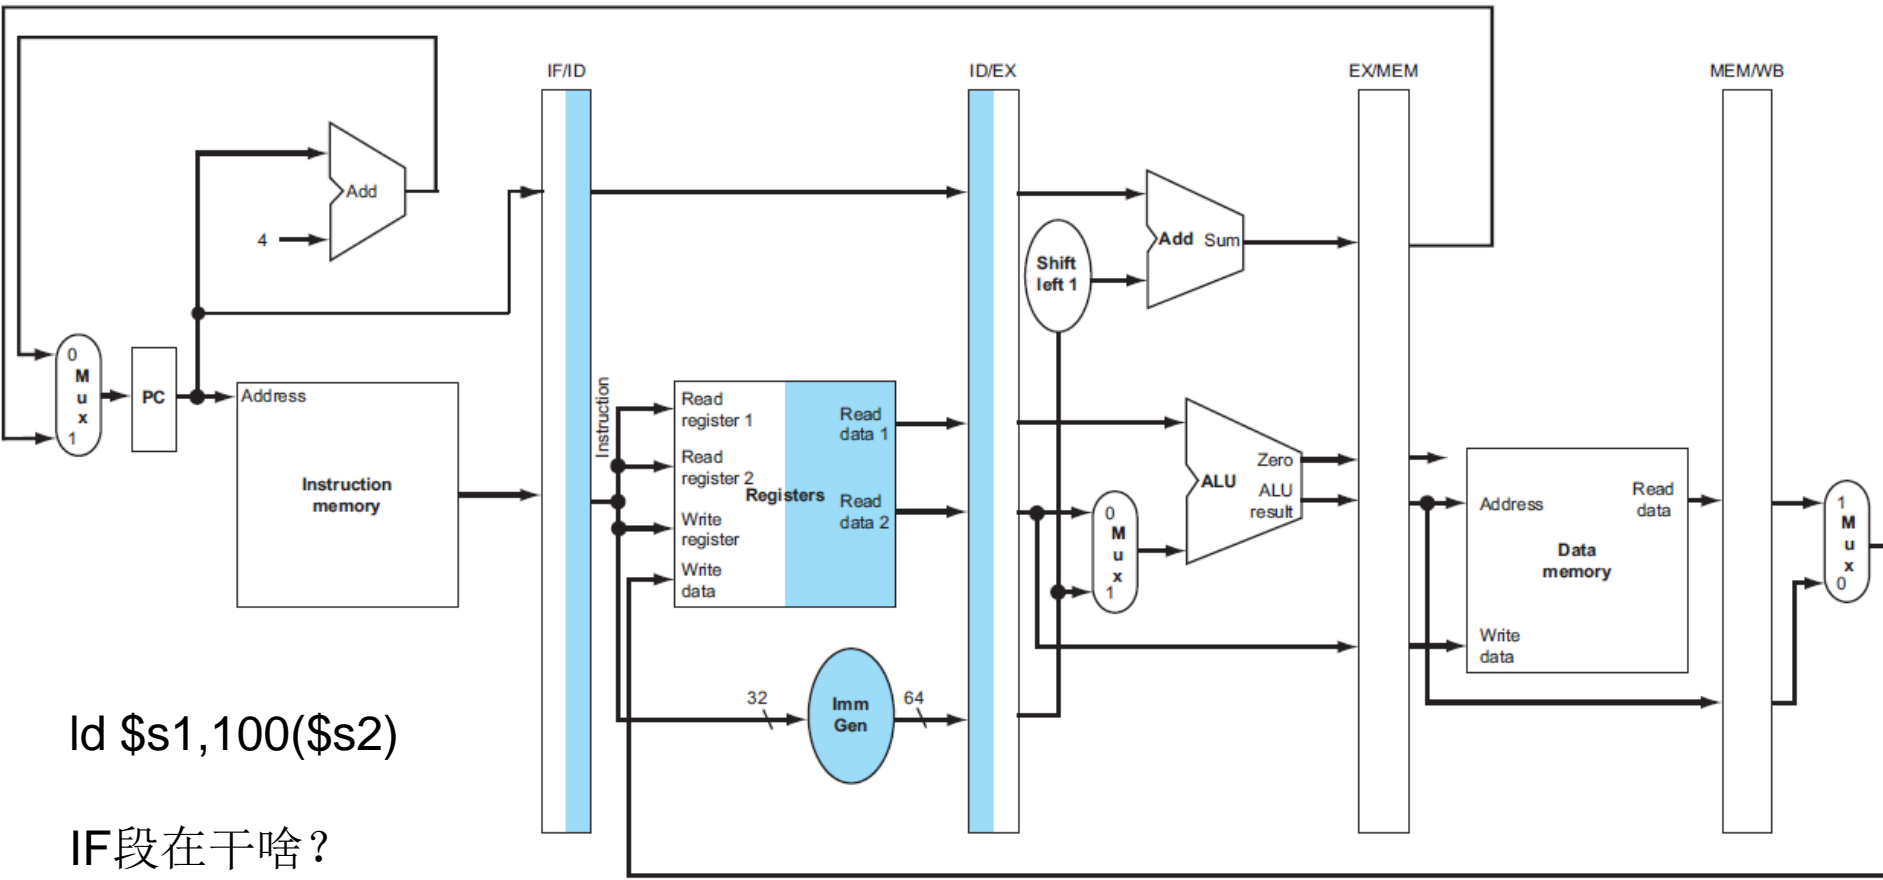 IF/ID
ID/EX
EX/MEM
MEM/WB
Add
4
Add Sum
Shift
left 1
0
M
u
x
1
PC
Address
Instruction
memory
Instruction
Read
register 1
Read
register 2
Write
register
Write
data
Registers
Read
data 1
Read
data 2
0
M
u
x
1
ALU
Zero
ALU
result
Address
Read
data
Data
memory
Write
data
1
M
u
x
0
32
Imm
Gen
64
ld $s1,100($s2)
IF段在干啥？